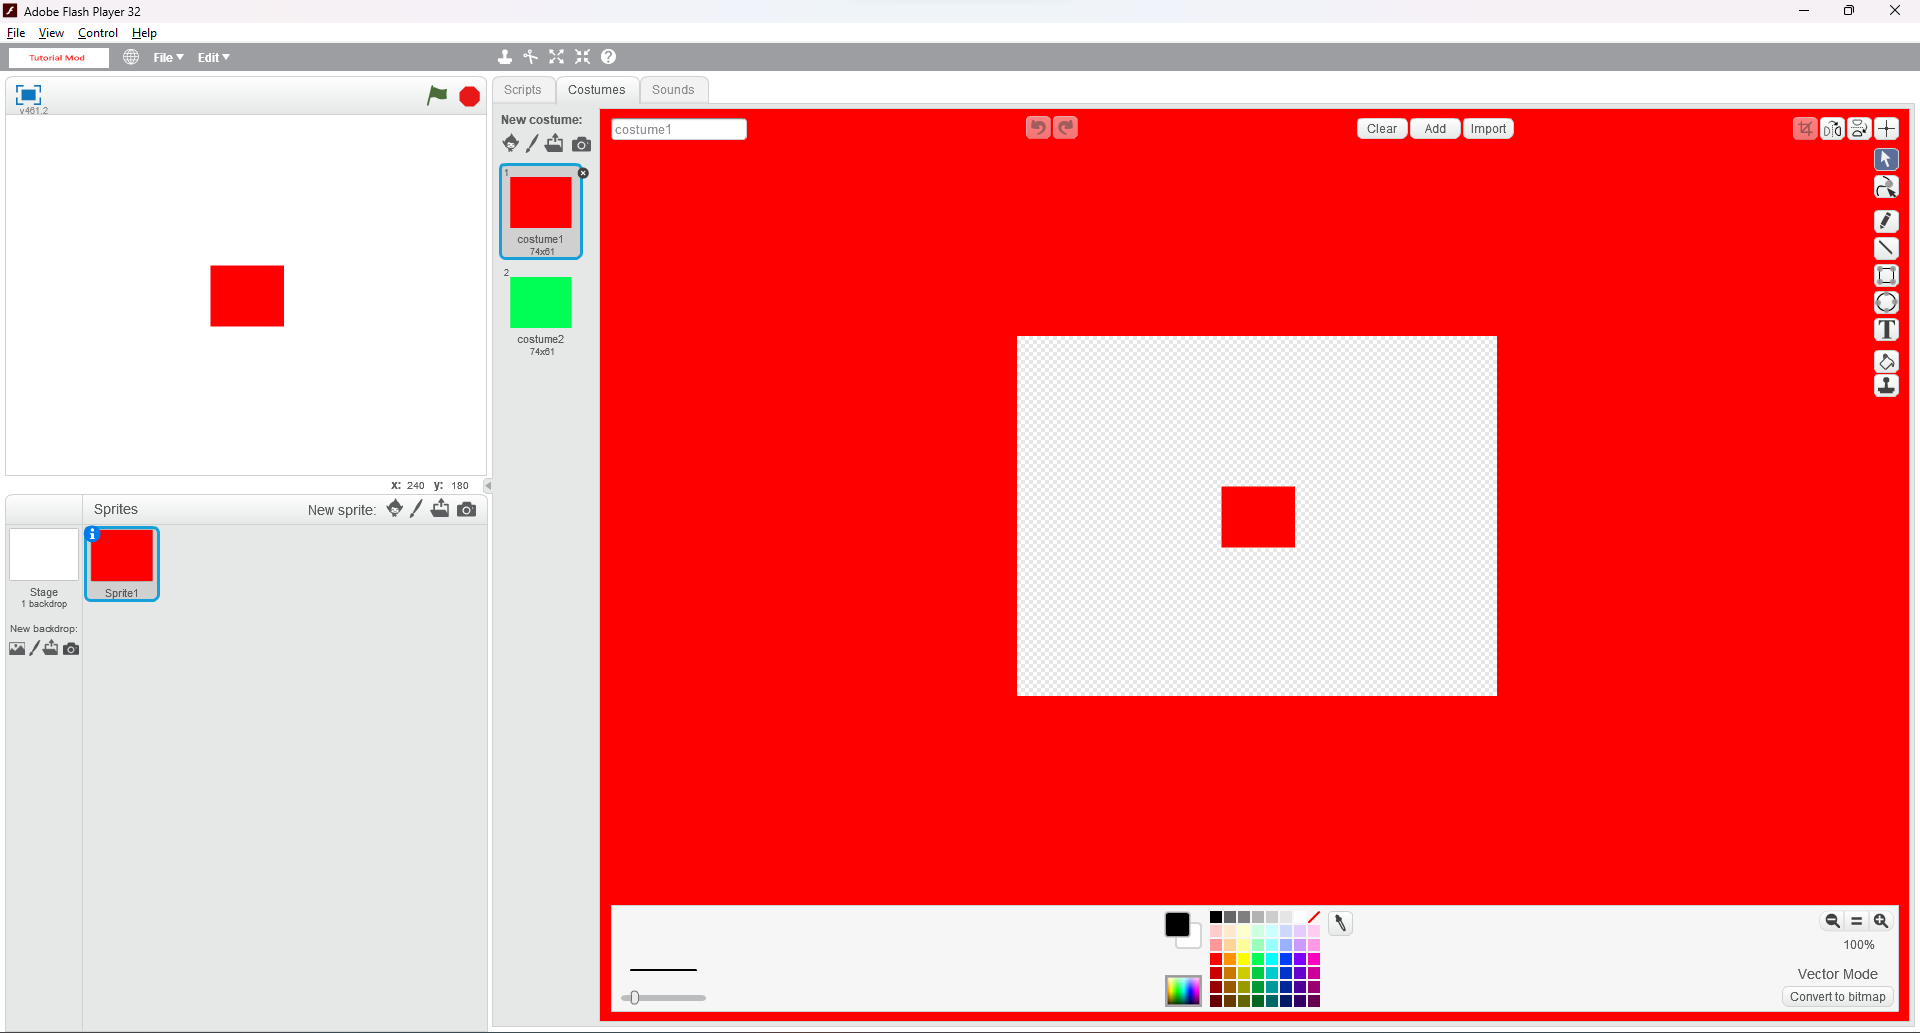 Adobe Flash Player 32
File View Control Help
Tutorial Mod File Edit
v461.2
Scripts Costumes Sounds
New costume:
costume1
Clear Add Import
1
costume1
74x61
2
costume2
74x61
T
x: 240 y: 180
Sprites
New sprite:
Stage
1 backdrop
Sprite1
New backdrop:
100%
Vector Mode
Convert to bitmap